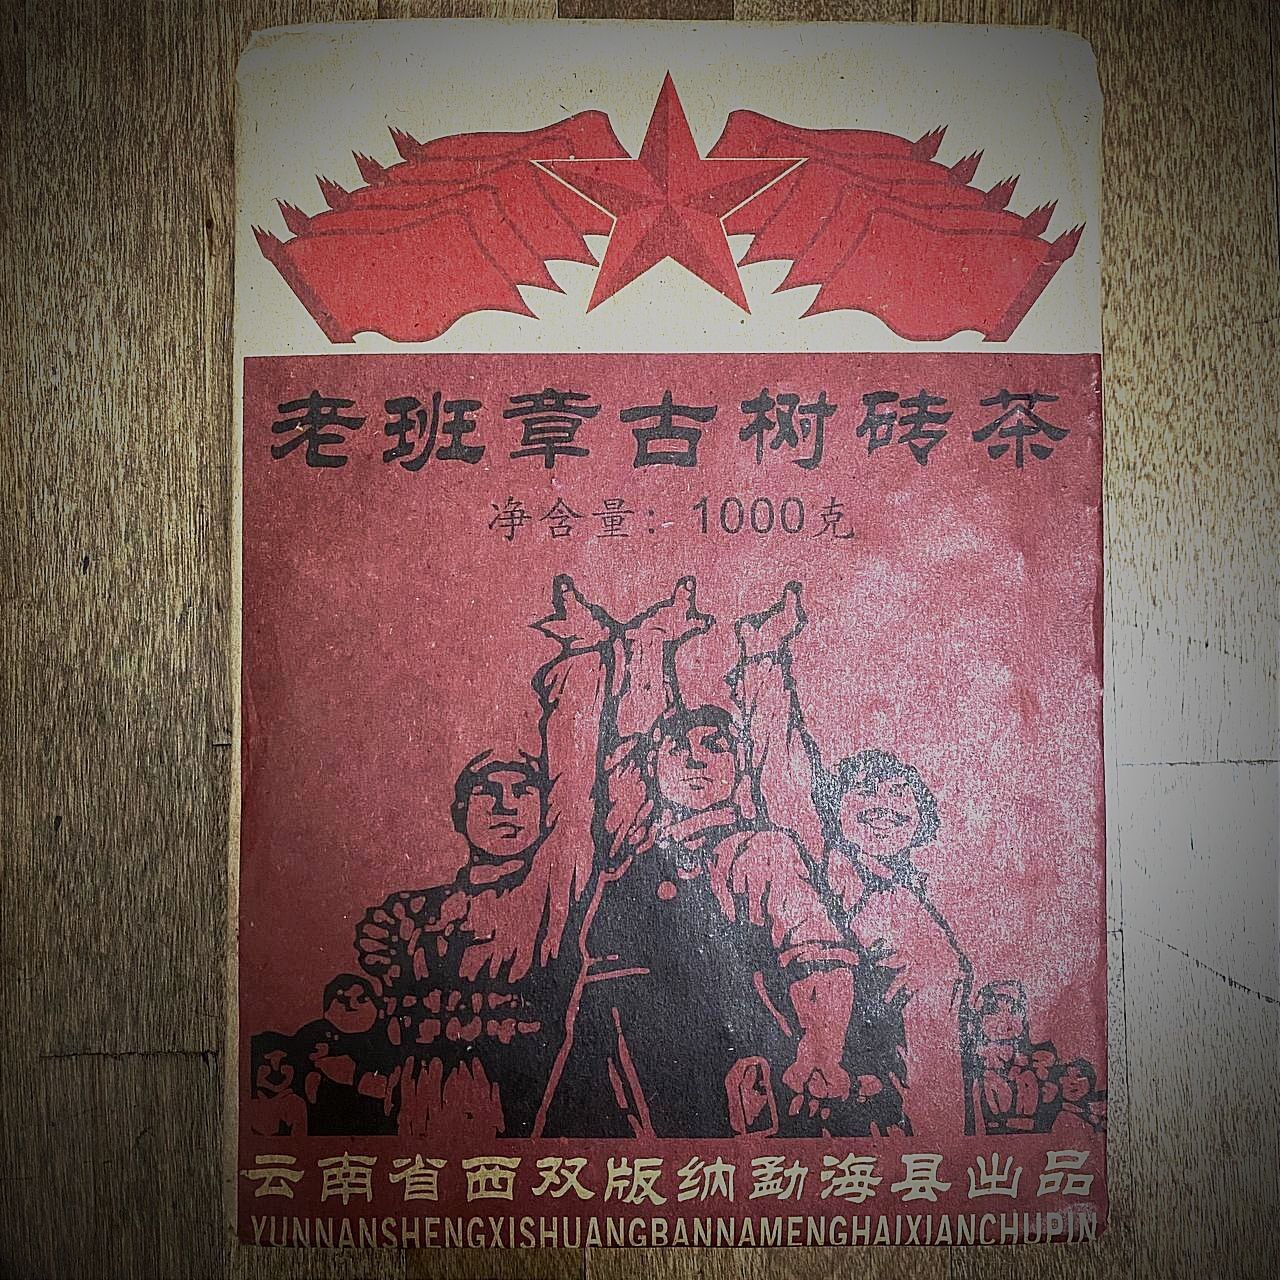 老班章古树砖茶
净含量：1000克
云南省西双版纳勐海县出品
YUNNANSHENGXISHUANGBANNAMENGHAIXIANCHUPIN